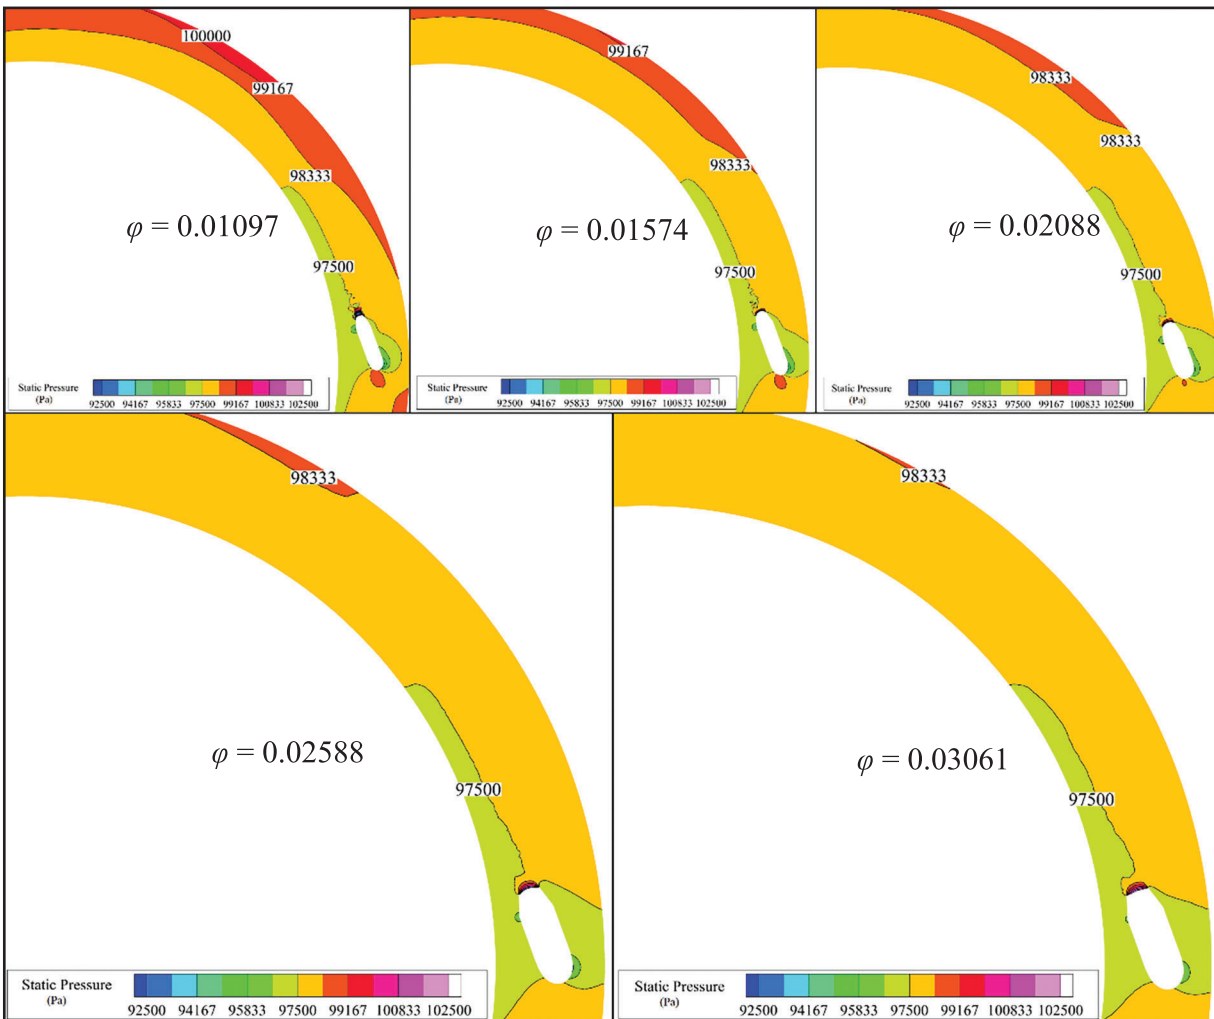 100000
99167
98333
φ = 0.01097
97500
Static Pressure
(Pa)
92500 94167 95833 97500 99167 100833 102500
99167
98333
φ = 0.01574
97500
Static Pressure
(Pa)
92500 94167 95833 97500 99167 100833 102500
98333
98333
φ = 0.02088
97500
Static Pressure
(Pa)
92500 94167 95833 97500 99167 100833 102500
98333
φ = 0.02588
97500
Static Pressure
(Pa)
92500 94167 95833 97500 99167 100833 102500
98333
φ = 0.03061
97500
Static Pressure
(Pa)
92500 94167 95833 97500 99167 100833 102500